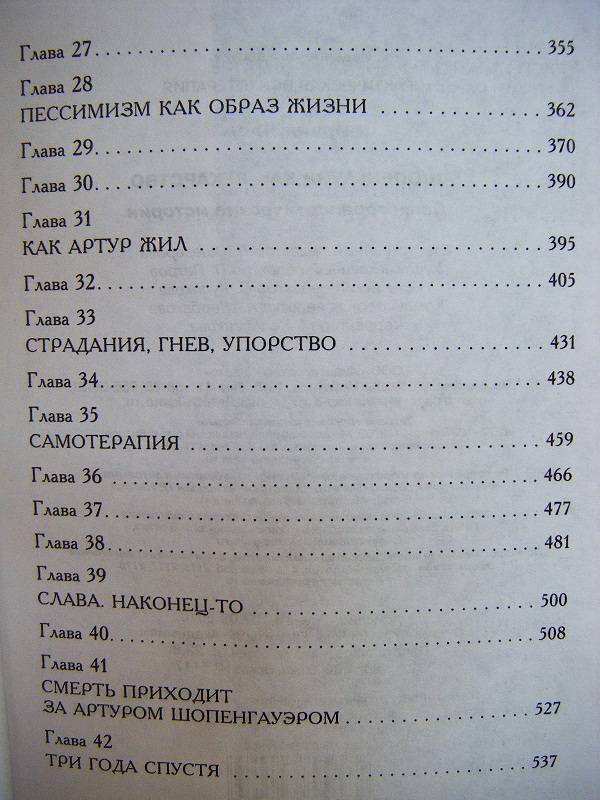 Глава 27. . . . . . . . . . . . . . . . . . . . . . . . . . . . . . 355
Глава 28
ПЕССИМИЗМ КАК ОБРАЗ ЖИЗНИ . . . . . . . . . . . . 362
Глава 29. . . . . . . . . . . . . . . . . . . . . . . . . . . . . . 370
Глава 30. . . . . . . . . . . . . . . . . . . . . . . . . . . . . . 390
Глава 31
КАК АРТУР ЖИЛ . . . . . . . . . . . . . . . . . . . . . . . . 395
Глава 32. . . . . . . . . . . . . . . . . . . . . . . . . . . . . . 405
Глава 33
СТРАДАНИЯ, ГНЕВ, УПОРСТВО . . . . . . . . . . . . . 431
Глава 34. . . . . . . . . . . . . . . . . . . . . . . . . . . . . . 438
Глава 35
САМОТЕРАПИЯ . . . . . . . . . . . . . . . . . . . . . . . . . 459
Глава 36 . . . . . . . . . . . . . . . . . . . . . . . . . . . . . 466
Глава 37. . . . . . . . . . . . . . . . . . . . . . . . . . . . . . 477
Глава 38 . . . . . . . . . . . . . . . . . . . . . . . . . . . . . 481
Глава 39
СЛАВА. НАКОНЕЦ-ТО . . . . . . . . . . . . . . . . . . . . 500
Глава 40. . . . . . . . . . . . . . . . . . . . . . . . . . . . . . 508
Глава 41
СМЕРТЬ ПРИХОДИТ
ЗА АРТУРОМ ШОПЕНГАУЭРОМ. . . . . . . . . . . . . 527
Глава 42
ТРИ ГОДА СПУСТЯ . . . . . . . . . . . . . . . . . . . . . 537